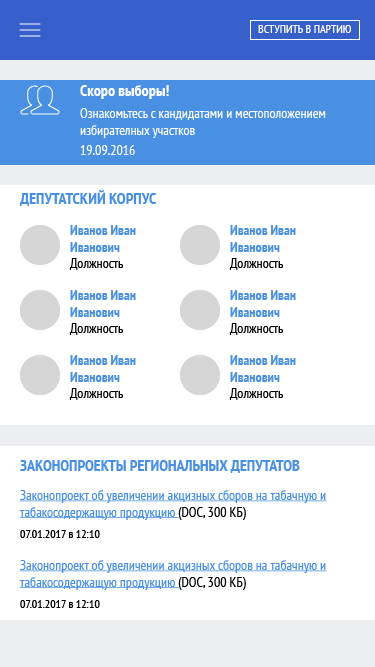 ВСТУПИТЬ В ПАРТИЮ
Скоро выборы!
Ознакомьтесь с кандидатами и местоположением
избирателных участков
19.09.2016
ДЕПУТАТСКИЙ КОРПУС
Иванов Иван
Иванович
Должность
Иванов Иван
Иванович
Должность
Иванов Иван
Иванович
Должность
Иванов Иван
Иванович
Должность
Иванов Иван
Иванович
Должность
Иванов Иван
Иванович
Должность
ЗАКОНОПРОЕКТЫ РЕГИОНАЛЬНЫХ ДЕПУТАТОВ
Законопроект об увеличении акцизных сборов на табачную и
табакосодержащую продукцию (DOC, 300 КБ)
07.01.2017 в 12:10
Законопроект об увеличении акцизных сборов на табачную и
табакосодержащую продукцию (DOC, 300 КБ)
07.01.2017 в 12:10